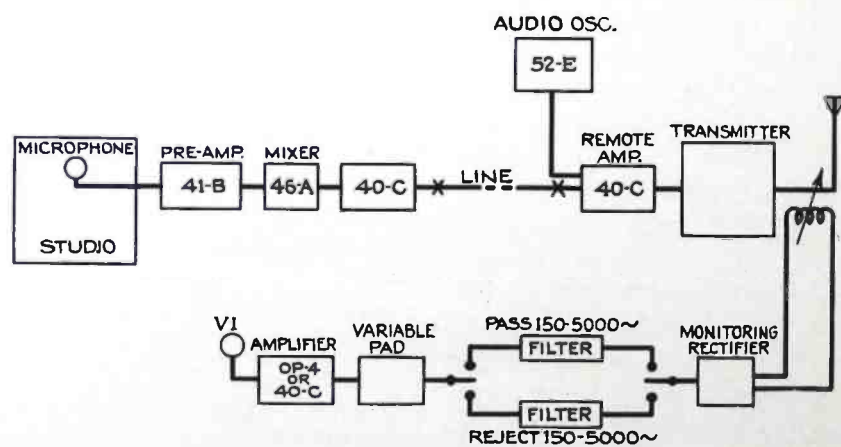 AUDIO OSC.
52-E
MICROPHONE
STUDIO
PRE-AMP.
41-B
MIXER
46-A
40-C
LINE
REMOTE
AMP.
40-C
TRANSMITTER
VI
AMPLIFIER
OP-4
OR
40-C
VARIABLE
PAD
PASS 150-5000~
FILTER
FILTER
REJECT 150-5000~
MONITORING
RECTIFIER